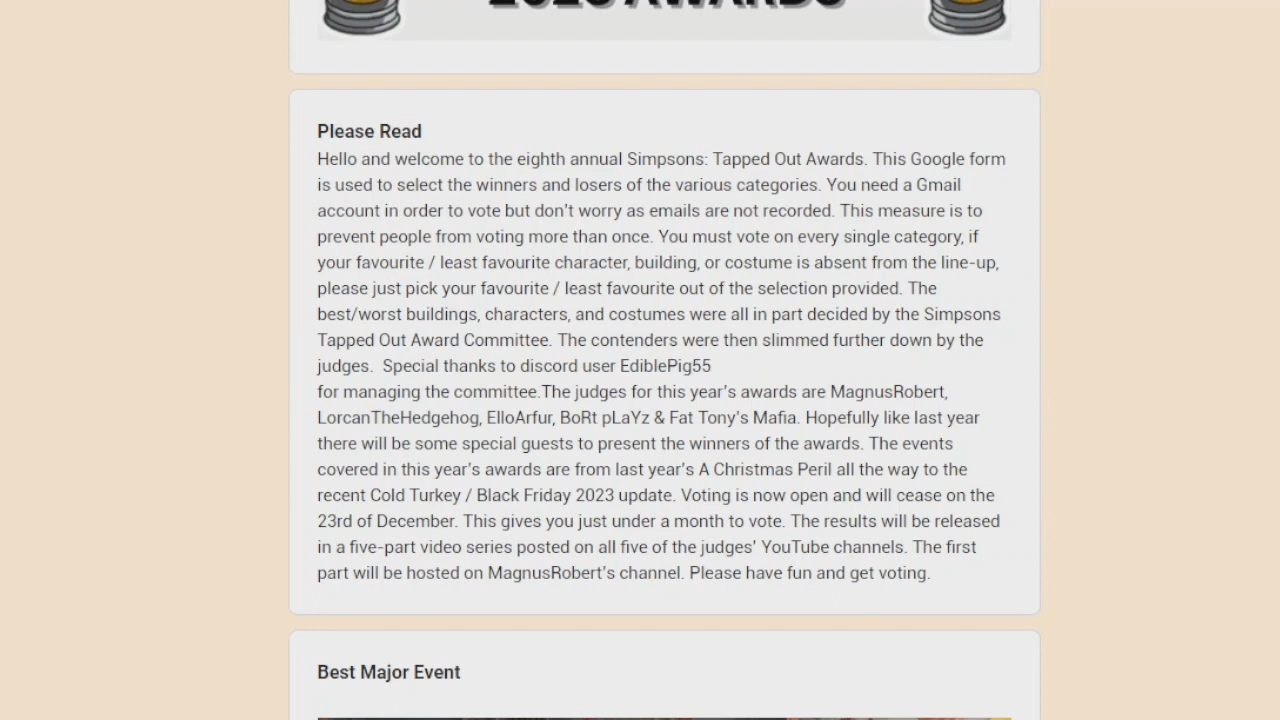 2023 AWARDS
Please Read
Hello and welcome to the eighth annual Simpsons: Tapped Out Awards. This Google form
is used to select the winners and losers of the various categories. You need a Gmail
account in order to vote but don't worry as emails are not recorded. This measure is to
prevent people from voting more than once. You must vote on every single category, if
your favourite / least favourite character, building, or costume is absent from the line-up,
please just pick your favourite / least favourite out of the selection provided. The
best/worst buildings, characters, and costumes were all in part decided by the Simpsons
Tapped Out Award Committee. The contenders were then slimmed further down by the
judges.  Special thanks to discord user EdiblePig55
for managing the committee.The judges for this year's awards are MagnusRobert,
LorcanTheHedgehog, ElloArfur, BoRt pLaYz & Fat Tony's Mafia. Hopefully like last year
there will be some special guests to present the winners of the awards. The events
covered in this year's awards are from last year's A Christmas Peril all the way to the
recent Cold Turkey / Black Friday 2023 update. Voting is now open and will cease on the
23rd of December. This gives you just under a month to vote. The results will be released
in a five-part video series posted on all five of the judges' YouTube channels. The first
part will be hosted on MagnusRobert's channel. Please have fun and get voting.
Best Major Event